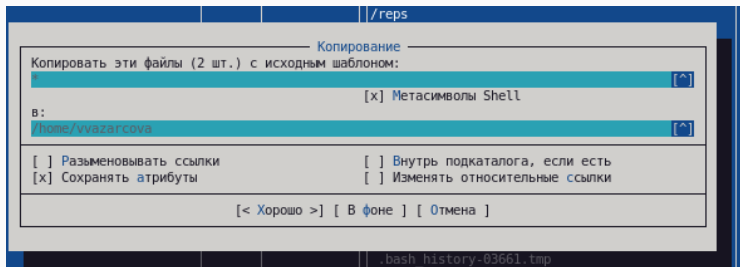 /reps
Копирование
Копировать эти файлы (2 шт.) с исходным шаблоном:
* [^]
[x] Метасимволы Shell
в:
/home/vvazarcova [^]
[ ] Разыменовывать ссылки [ ] Внутрь подкаталога, если есть
[x] Сохранять атрибуты [ ] Изменять относительные ссылки
[< Хорошо >] [ В фоне ] [ Отмена ]
.bash_history-03661.tmp